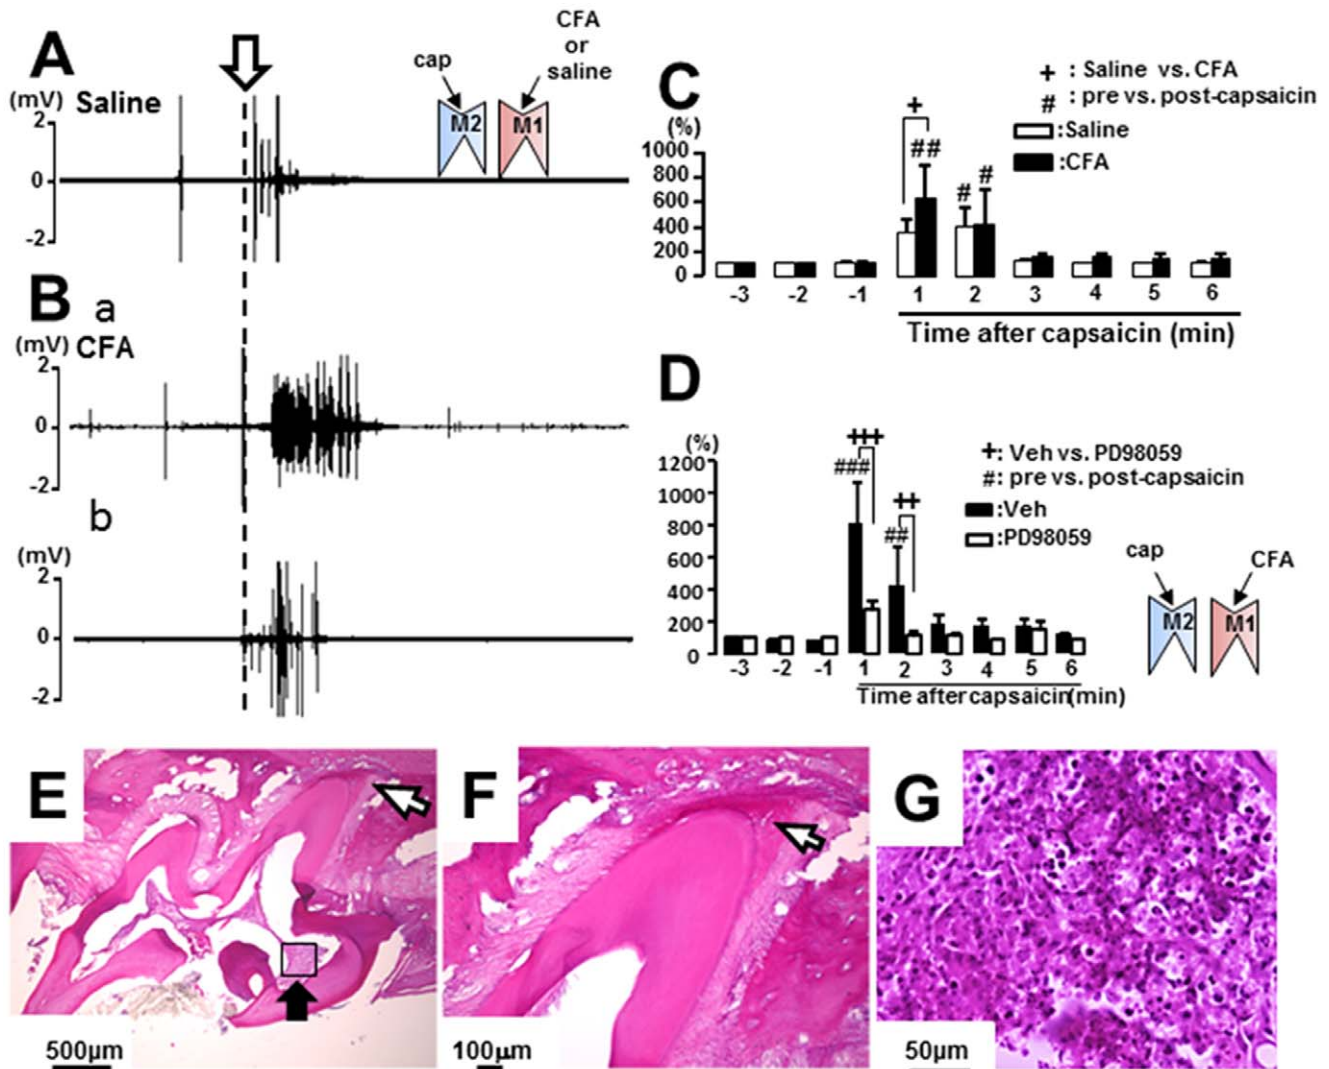 A
(mV) Saline
2
0
-2
cap
CFA
or
saline
M2
M1
B a
(mV) CFA
2
0
-2
b
(mV)
2
0
-2
C
+ : Saline vs. CFA
# : pre vs. post-capsaicin
:Saline
:CFA
(%)
1000
800
600
400
200
0
+
##
#
#
-3 -2 -1 1 2 3 4 5 6
Time after capsaicin (min)
D
(%)
1200
1000
800
600
400
200
0
+++
###
++
##
+: Veh vs. PD98059
#: pre vs. post-capsaicin
:Veh
:PD98059
-3 -2 -1 1 2 3 4 5 6
Time after capsaicin(min)
cap
CFA
M2
M1
E
500μm
F
100μm
G
50μm